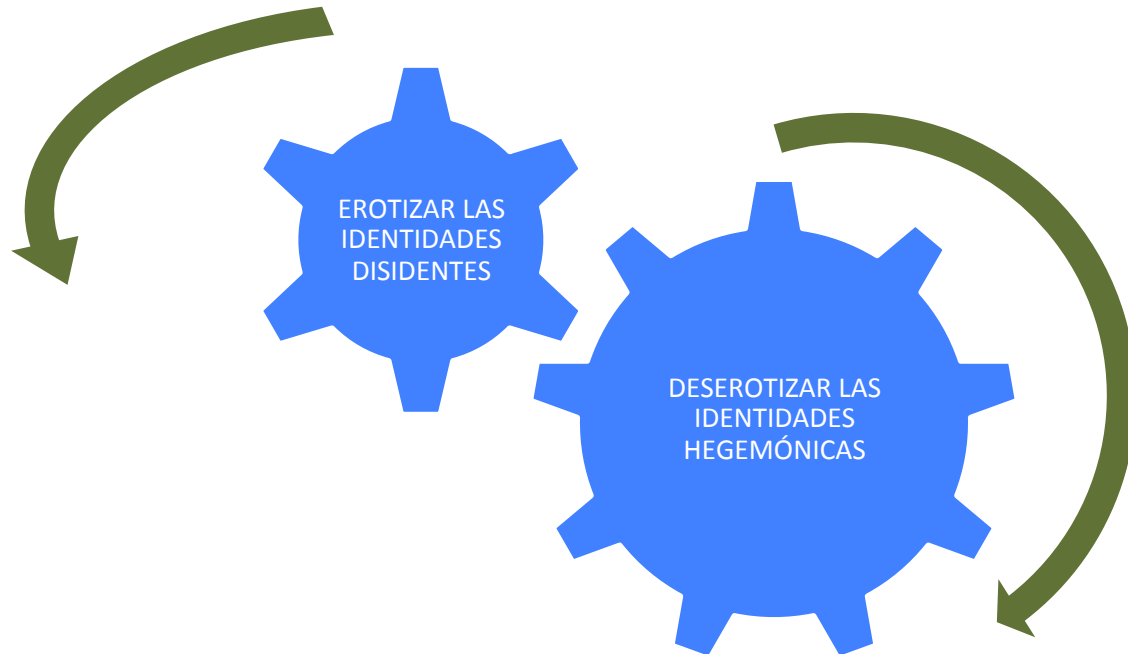 EROTIZAR LAS
IDENTIDADES
DISIDENTES
DESEROTIZAR LAS
IDENTIDADES
HEGEMÓNICAS